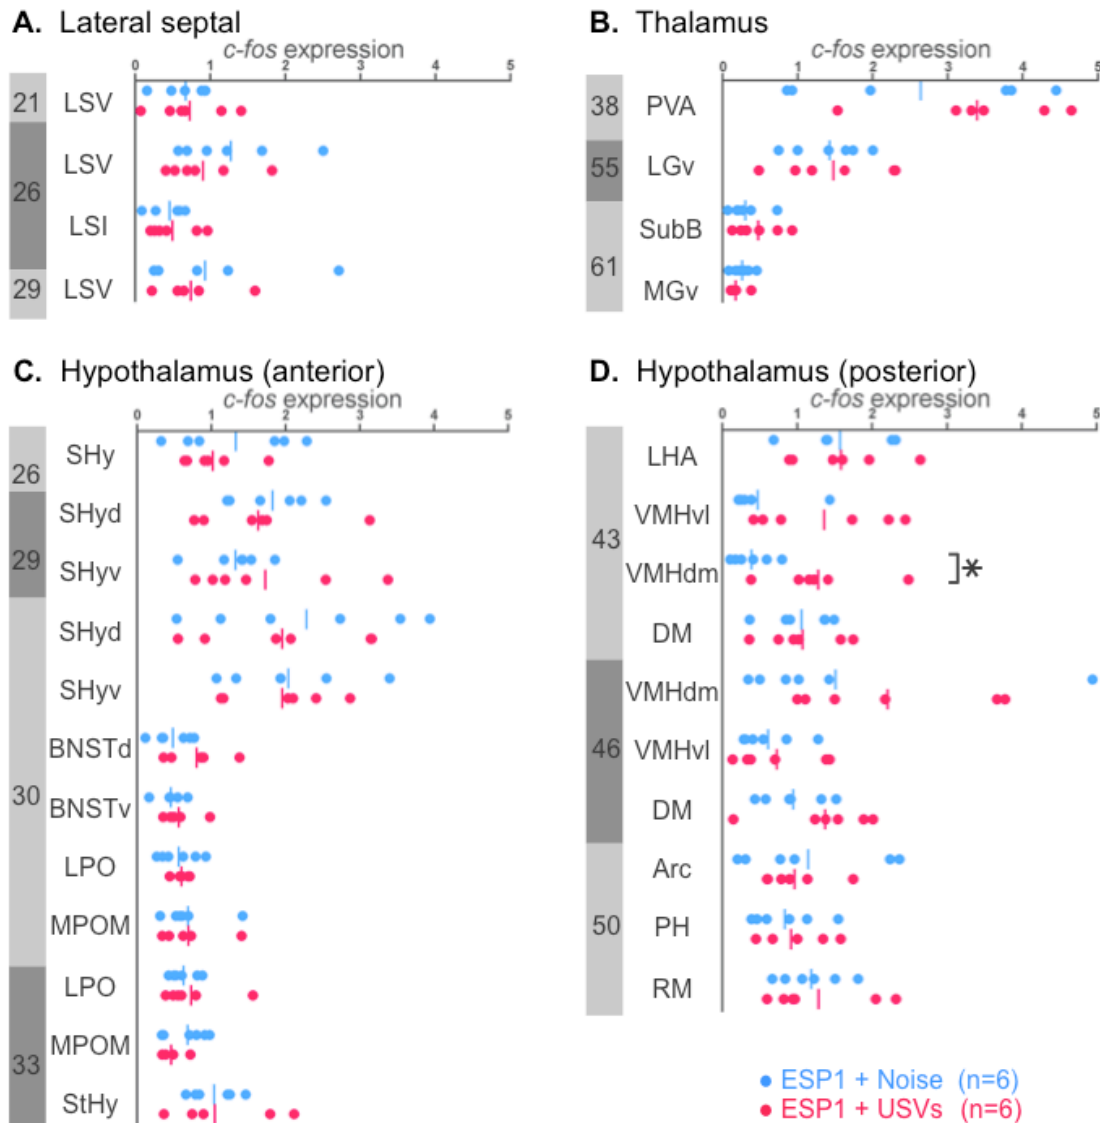 A. Lateral septal
c-fos expression
0 1 2 3 4 5
21 LSV
26 LSV
LSI
29 LSV
B. Thalamus
c-fos expression
0 1 2 3 4 5
38 PVA
55 LGv
61 SubB
MGv
C. Hypothalamus (anterior)
c-fos expression
0 1 2 3 4 5
26 SHy
29 SHyd
SHyv
30 SHyd
SHyv
BNSTd
BNSTv
LPO
MPOM
33 LPO
MPOM
StHy
D. Hypothalamus (posterior)
c-fos expression
0 1 2 3 4 5
43 LHA
VMHvl
VMHdm *
DM
46 VMHdm
VMHvl
DM
50 Arc
PH
RM
ESP1 + Noise (n=6)
ESP1 + USVs (n=6)